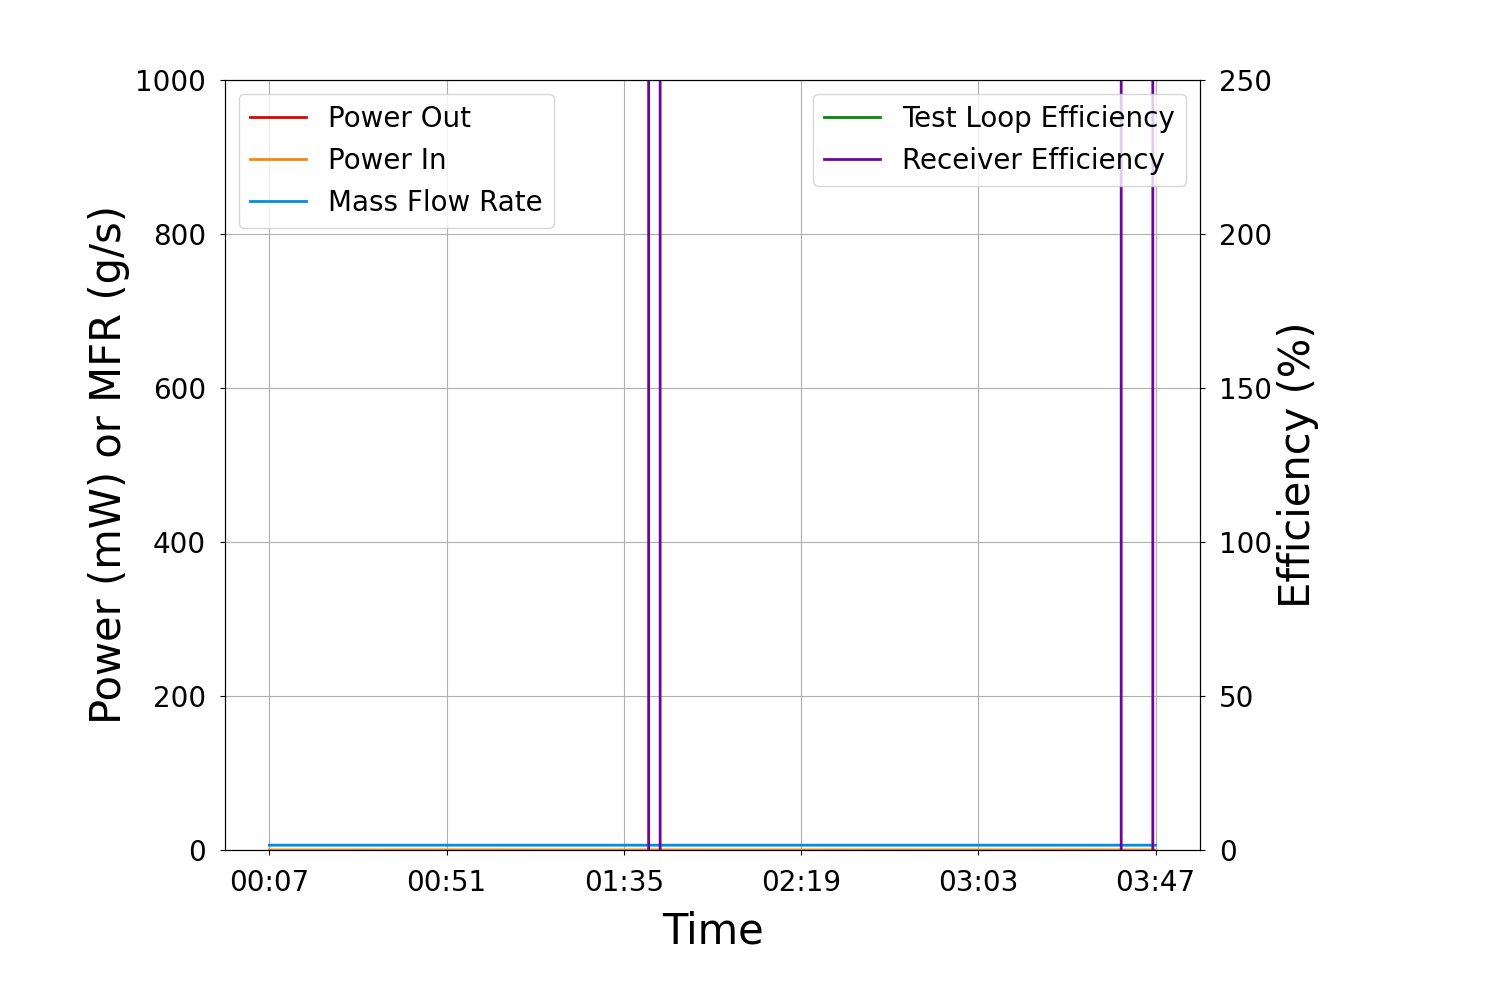 1000
800
600
400
200
0
Power (mW) or MFR (g/s)
Power Out
Power In
Mass Flow Rate
Test Loop Efficiency
Receiver Efficiency
250
200
150
100
50
0
Efficiency (%)
00:07 00:51 01:35 02:19 03:03 03:47
Time